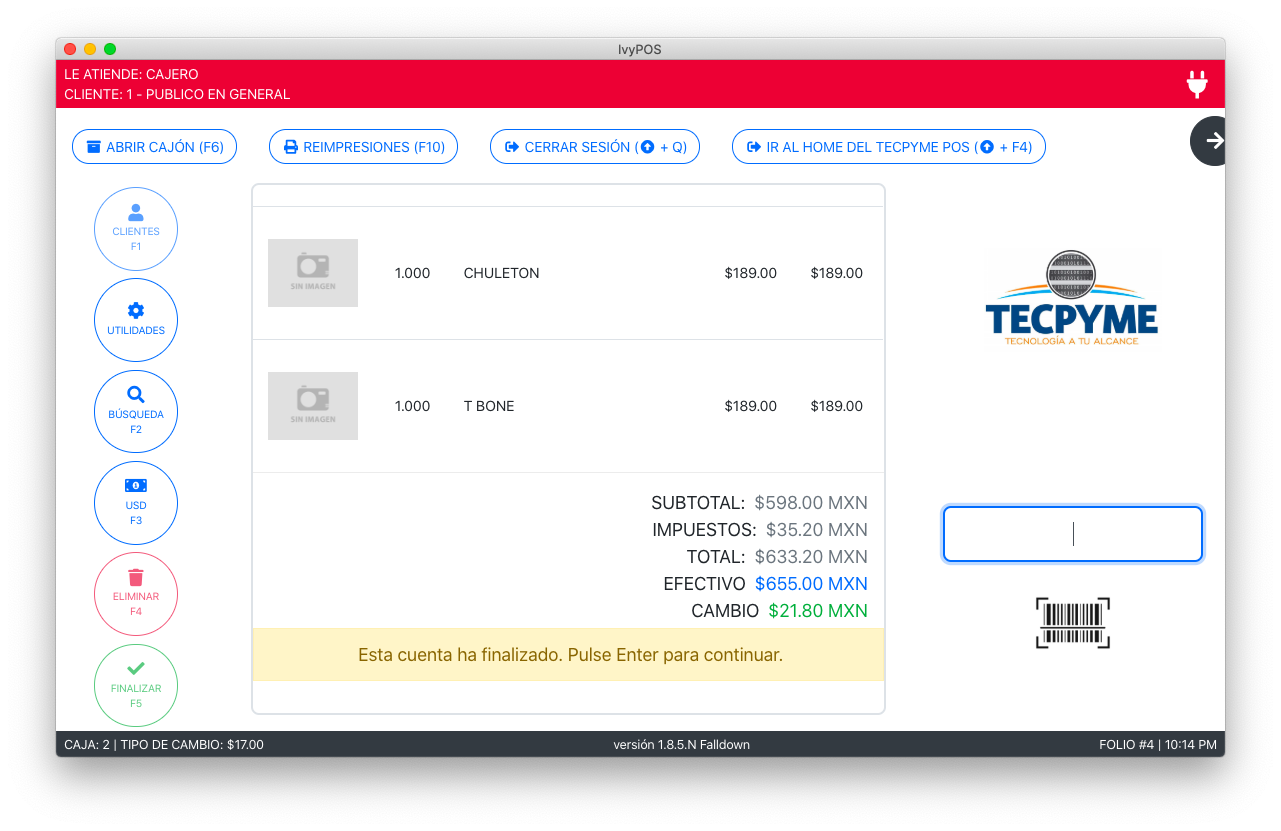 IvyPOS
LE ATIENDE: CAJERO
CLIENTE: 1 - PUBLICO EN GENERAL
ABRIR CAJÓN (F6)
REIMPRESIONES (F10)
CERRAR SESIÓN ( + Q)
IR AL HOME DEL TECPYME POS ( + F4)
CLIENTES
F1
UTILIDADES
BÚSQUEDA
F2
USD
F3
ELIMINAR
F4
FINALIZAR
F5
SIN IMAGEN
1.000 CHULETON $189.00 $189.00
SIN IMAGEN
1.000 T BONE $189.00 $189.00
SUBTOTAL: $598.00 MXN
IMPUESTOS: $35.20 MXN
TOTAL: $633.20 MXN
EFECTIVO $655.00 MXN
CAMBIO $21.80 MXN
Esta cuenta ha finalizado. Pulse Enter para continuar.
TECPYME
TECNOLOGÍA A TU ALCANCE
CAJA: 2 | TIPO DE CAMBIO: $17.00
versión 1.8.5.N Falldown
FOLIO #4 | 10:14 PM